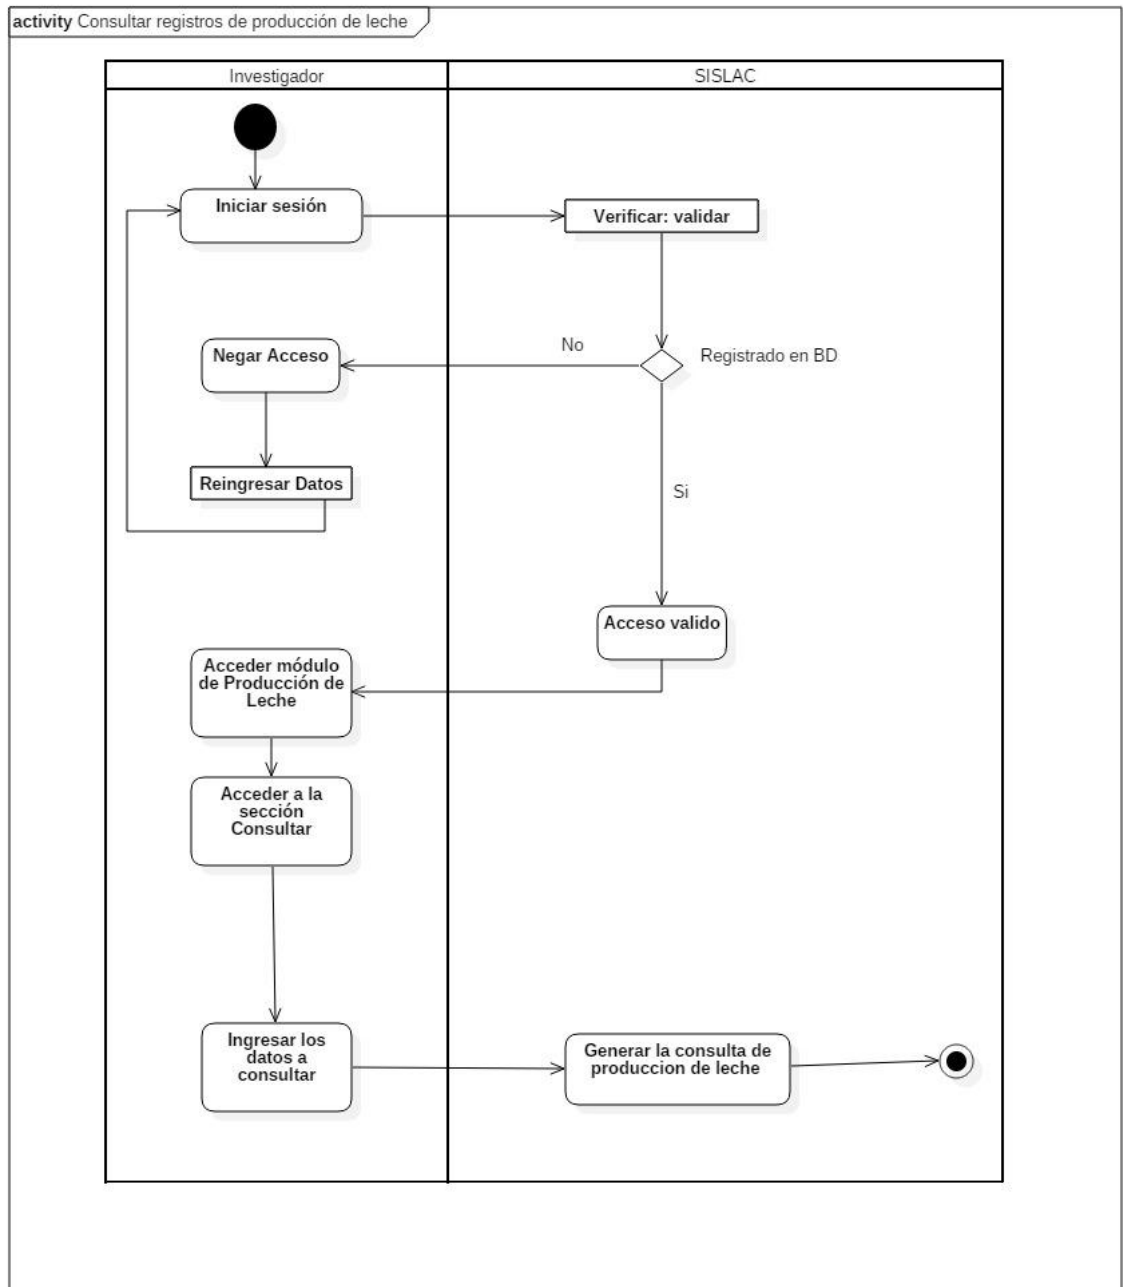 activity Consultar registros de producción de leche
Investigador
SISLAC
Iniciar sesión
Verificar: validar
Negar Acceso
No
Registrado en BD
Reingresar Datos
Si
Acceso valido
Acceder módulo
de Producción de
Leche
Acceder a la
sección
Consultar
Ingresar los
datos a
consultar
Generar la consulta de
produccion de leche